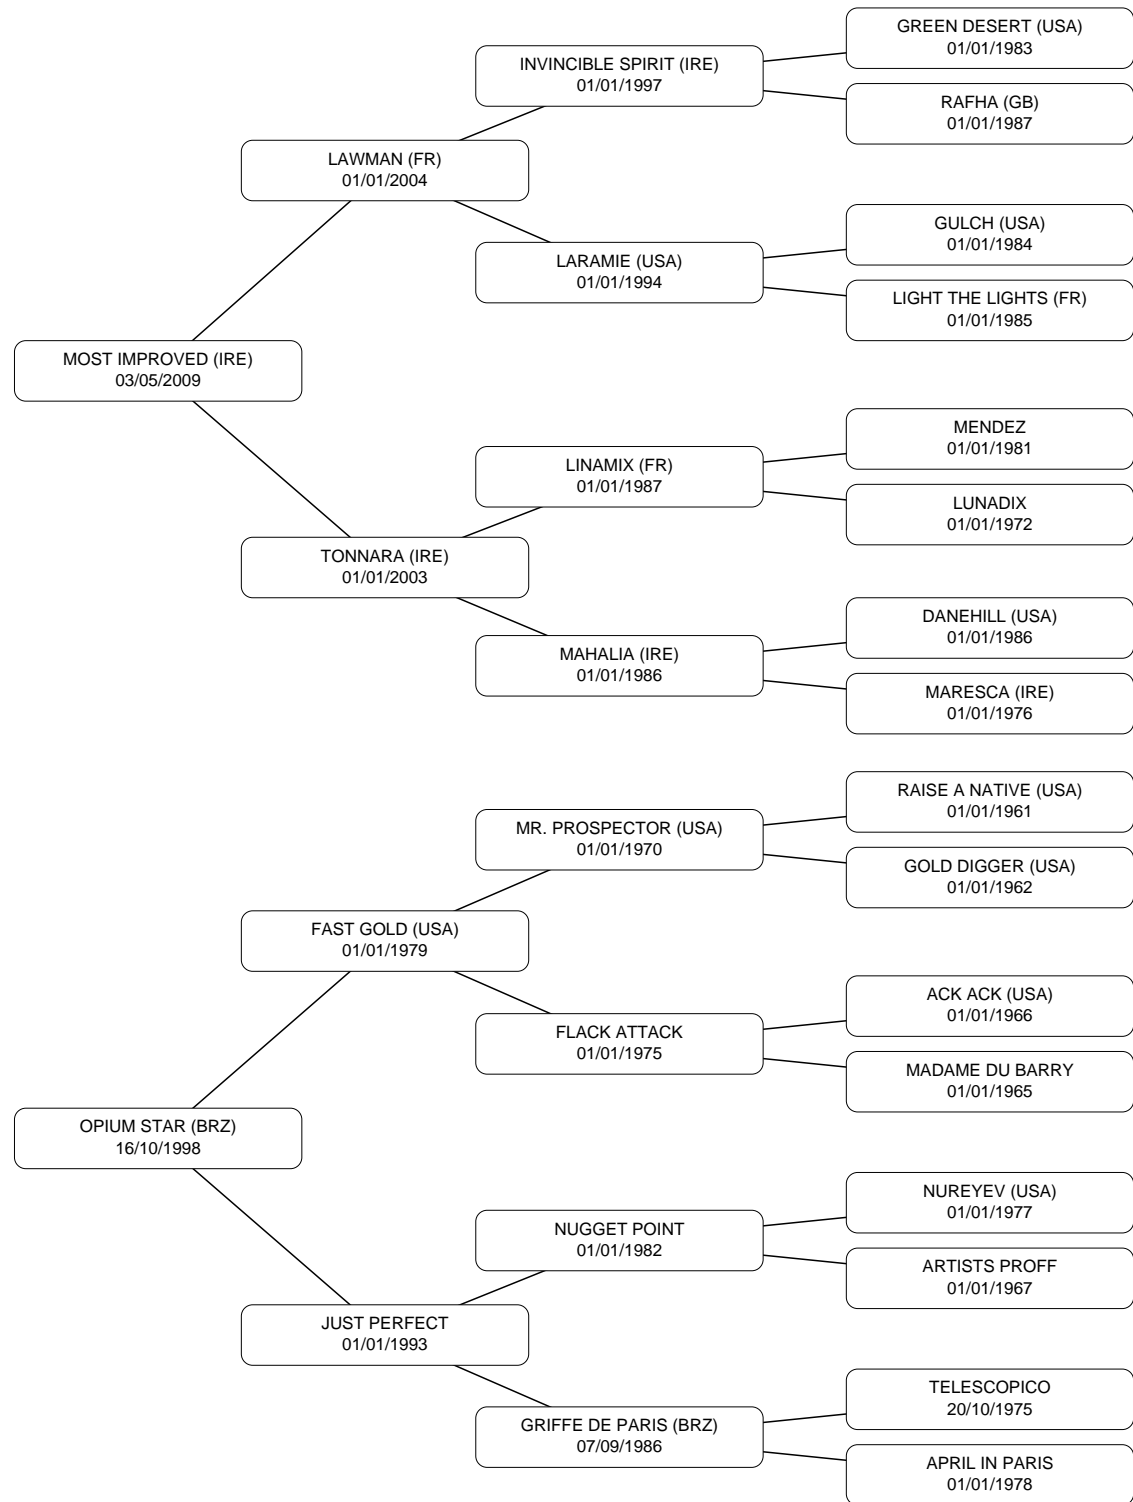 GREEN DESERT (USA)
01/01/1983
INVINCIBLE SPIRIT (IRE)
01/01/1997
RAFHA (GB)
01/01/1987
LAWMAN (FR)
01/01/2004
GULCH (USA)
01/01/1984
LARAMIE (USA)
01/01/1994
LIGHT THE LIGHTS (FR)
01/01/1985
MOST IMPROVED (IRE)
03/05/2009
MENDEZ
01/01/1981
LINAMIX (FR)
01/01/1987
LUNADIX
01/01/1972
TONNARA (IRE)
01/01/2003
DANEHILL (USA)
01/01/1986
MAHALIA (IRE)
01/01/1986
MARESCA (IRE)
01/01/1976
RAISE A NATIVE (USA)
01/01/1961
MR. PROSPECTOR (USA)
01/01/1970
GOLD DIGGER (USA)
01/01/1962
FAST GOLD (USA)
01/01/1979
ACK ACK (USA)
01/01/1966
FLACK ATTACK
01/01/1975
MADAME DU BARRY
01/01/1965
OPIUM STAR (BRZ)
16/10/1998
NUREYEV (USA)
01/01/1977
NUGGET POINT
01/01/1982
ARTISTS PROFF
01/01/1967
JUST PERFECT
01/01/1993
TELESCOPICO
20/10/1975
GRIFFE DE PARIS (BRZ)
07/09/1986
APRIL IN PARIS
01/01/1978